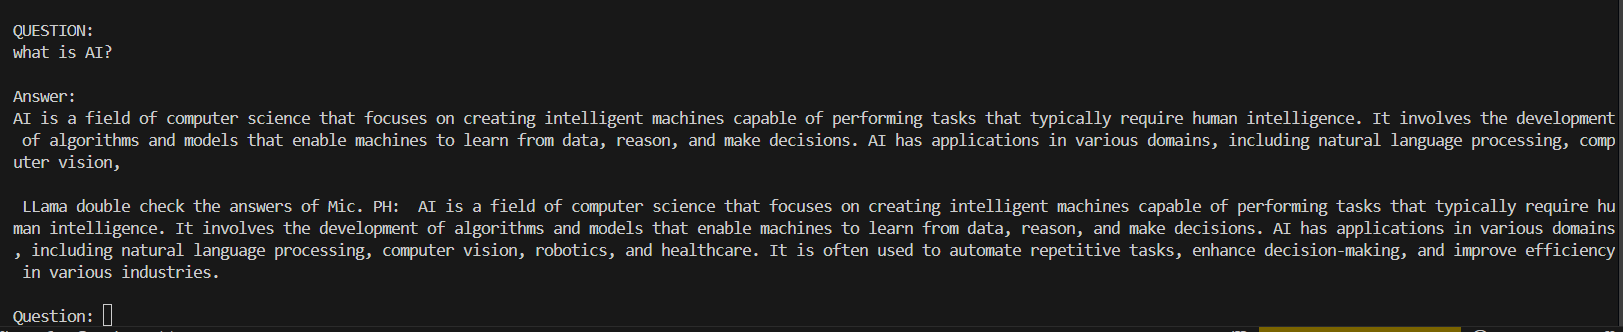 QUESTION:
what is AI?
Answer:
AI is a field of computer science that focuses on creating intelligent machines capable of performing tasks that typically require human intelligence. It involves the development
of algorithms and models that enable machines to learn from data, reason, and make decisions. AI has applications in various domains, including natural language processing, comp
uter vision,
LLama double check the answers of Mic. PH:  AI is a field of computer science that focuses on creating intelligent machines capable of performing tasks that typically require hu
man intelligence. It involves the development of algorithms and models that enable machines to learn from data, reason, and make decisions. AI has applications in various domains
, including natural language processing, computer vision, robotics, and healthcare. It is often used to automate repetitive tasks, enhance decision-making, and improve efficiency
in various industries.
Question: